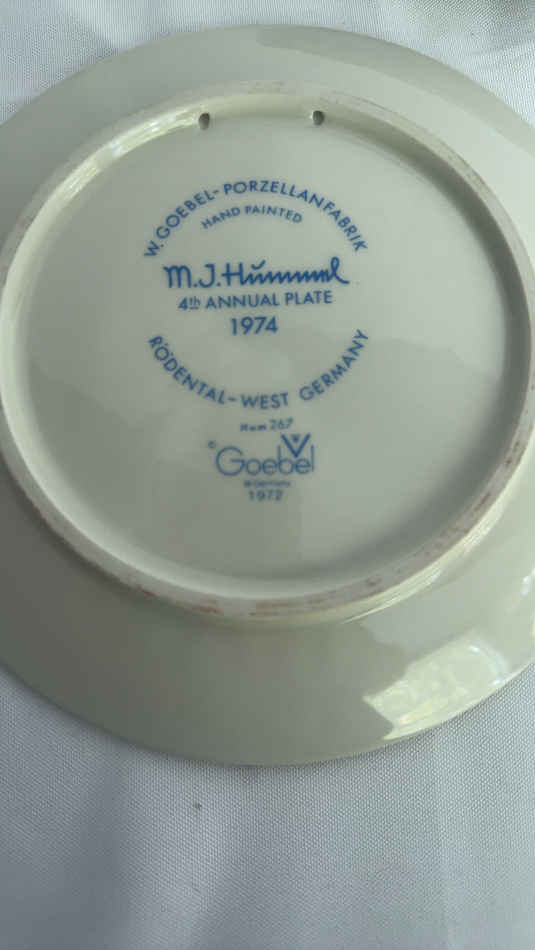 W. GOEBEL-PORZELLANFABRIK
HAND PAINTED
M.J.Hummel
4th ANNUAL PLATE
1974
RÖDENTAL-WEST GERMANY
Hum 267
© Goebel
W.Germany
1972